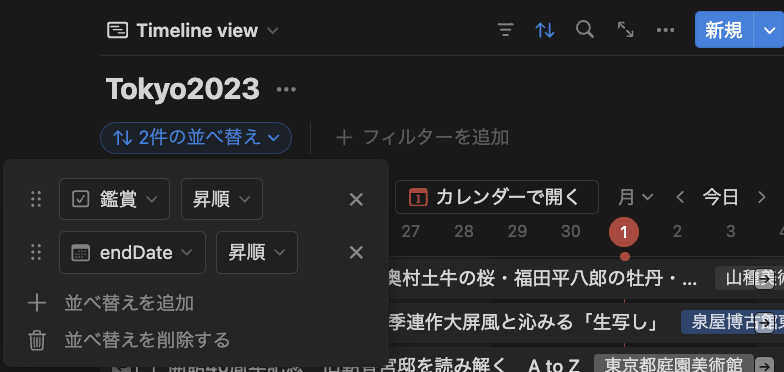 Timeline view
新規
Tokyo2023
2件の並べ替え
フィルターを追加
鑑賞
昇順
カレンダーで開く
月
今日
27 28 29 30 1 2 3
endDate
昇順
奥村土牛の桜・福田平八郎の牡丹・...
山種美術
並べ替えを追加
季連作大屏風と沁みる「生写し」
泉屋博古館東
並べ替えを削除する
邸を読み解く A to Z
東京都庭園美術館